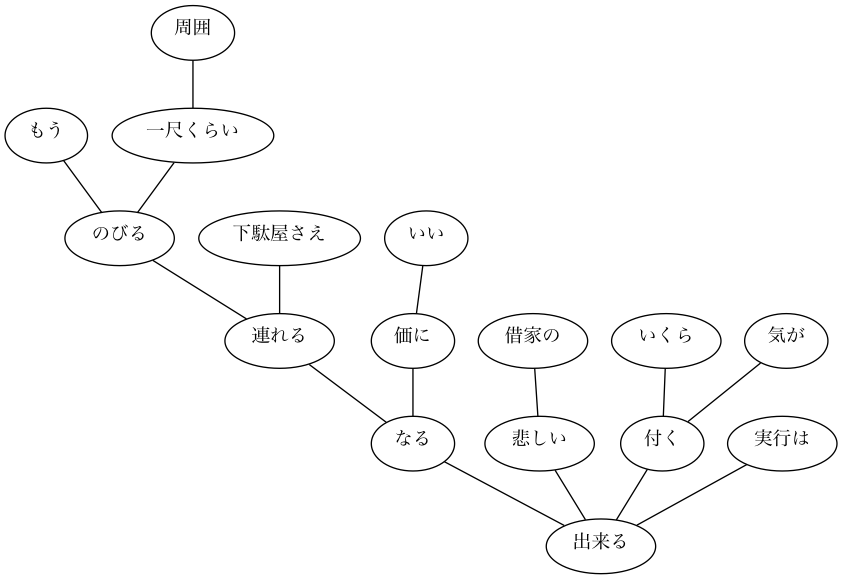 周囲
もう
一尺くらい
のびる
下駄屋さえ
いい
連れる
価に
借家の
いくら
気が
なる
悲しい
付く
実行は
出来る